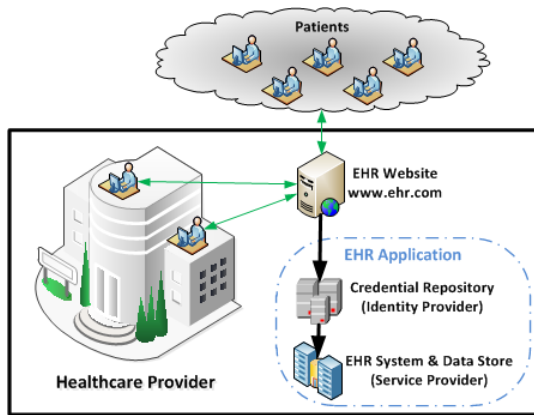 Patients
EHR Website
www.ehr.com
EHR Application
Credential Repository
(Identity Provider)
EHR System & Data Store
(Service Provider)
Healthcare Provider